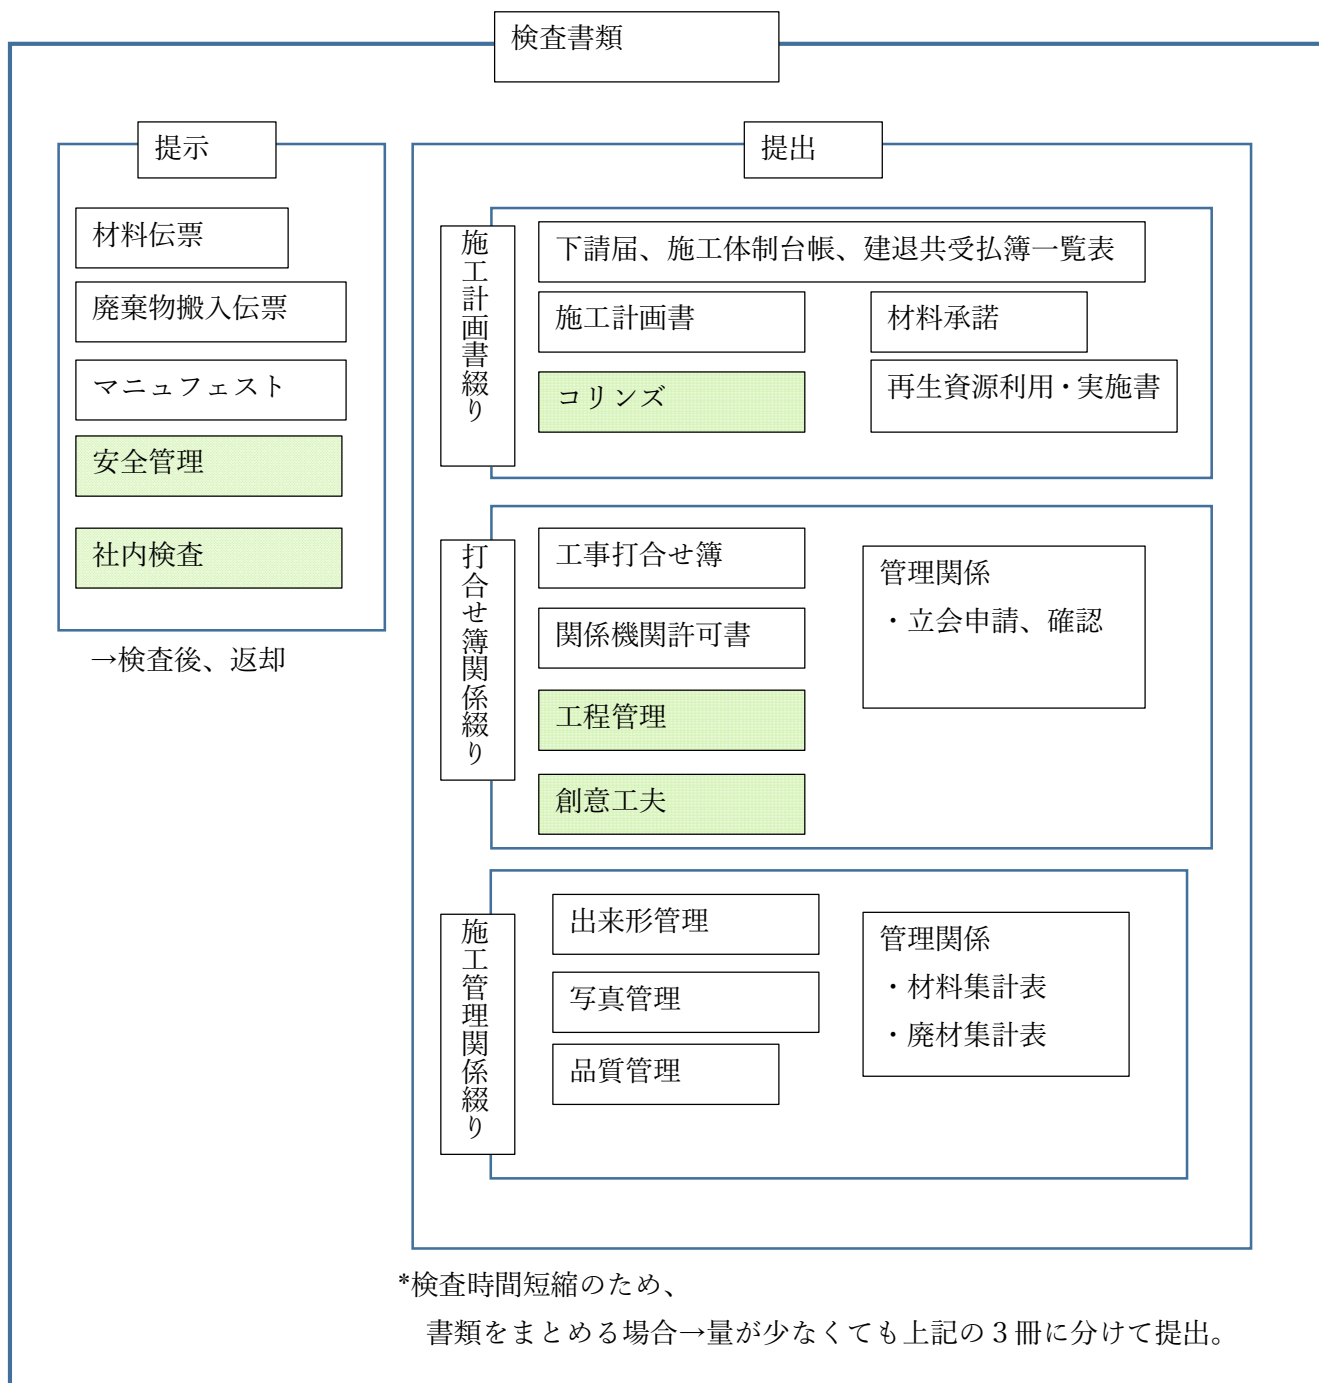 検査書類
提示
材料伝票
廃棄物搬入伝票
マニュフェスト
安全管理
社内検査
→検査後、返却
提出
施工計画書綴り
下請届、施工体制台帳、建退共受払簿一覧表
施工計画書
材料承諾
コリンズ
再生資源利用・実施書
打合せ簿関係綴り
工事打合せ簿
関係機関許可書
工程管理
創意工夫
管理関係
・立会申請、確認
施工管理関係綴り
出来形管理
写真管理
品質管理
管理関係
・材料集計表
・廃材集計表
*検査時間短縮のため、
書類をまとめる場合→量が少なくても上記の３冊に分けて提出。